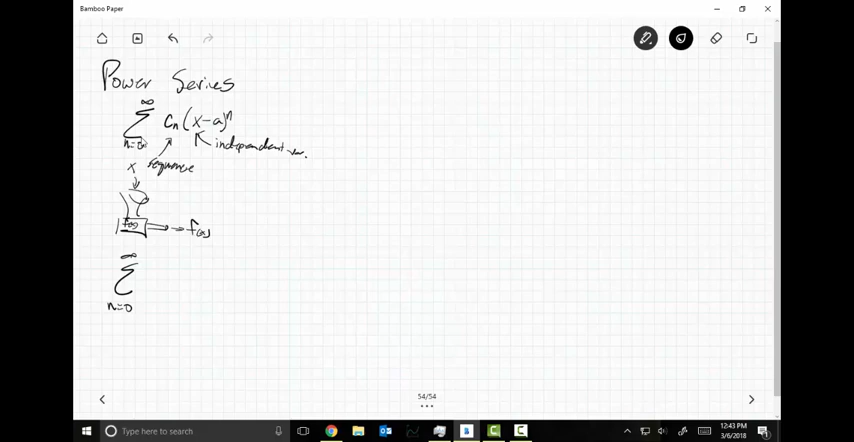 Bamboo Paper
Power Series
∞
Σ cₙ(x-a)ⁿ
n=0
independent var.
x sequence
f(x) → f(x)
∞
Σ
n=0
54/54
Type here to search
12:43 PM
3/6/2018